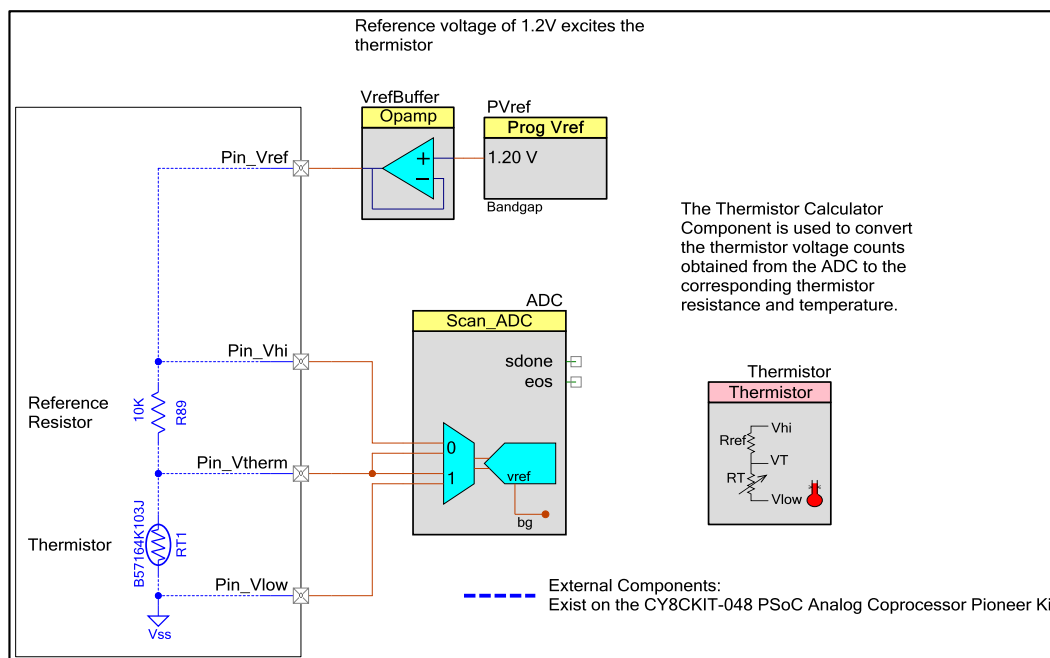 Reference voltage of 1.2V excites the
thermistor
VrefBuffer
Opamp
+
−
PVref
Prog Vref
1.20 V
Bandgap
Pin_Vref
The Thermistor Calculator
Component is used to convert
the thermistor voltage counts
obtained from the ADC to the
corresponding thermistor
resistance and temperature.
ADC
Scan_ADC
sdone
eos
0
1
vref
bg
Pin_Vhi
Reference
Resistor
10K
R89
Pin_Vtherm
Thermistor
B57164K103J
RT1
Pin_Vlow
Vss
Thermistor
Thermistor
Vhi
Rref
VT
RT
Vlow
External Components:
Exist on the CY8CKIT-048 PSoC Analog Coprocessor Pioneer Ki